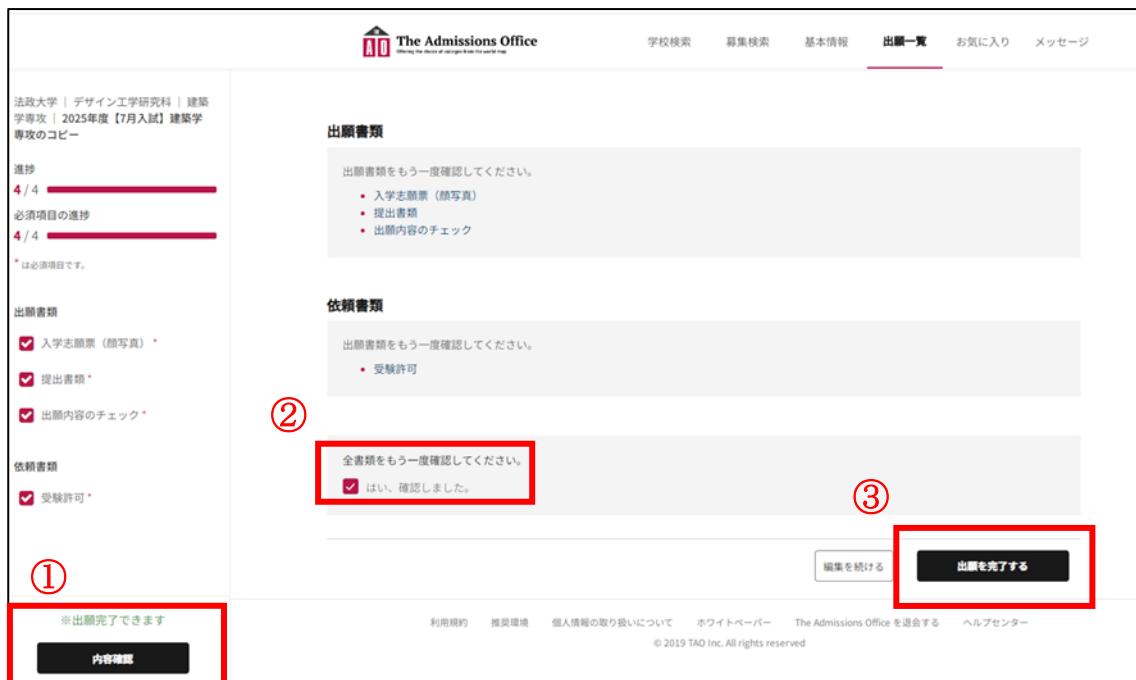 The Admissions Office
Offering the choice of colleges from the world map
学校検索 募集検索 基本情報 出願一覧 お気に入り メッセージ
法政大学 | デザイン工学研究科 | 建築
学専攻 | 2025年度【7月入試】建築学
専攻のコピー
進捗
4 / 4
必須項目の進捗
4 / 4
* は必須項目です。
出願書類
入学志願票（顔写真） *
提出書類 *
出願内容のチェック *
依頼書類
受験許可 *
①
※出願完了できます
内容確認
出願書類
出願書類をもう一度確認してください。
• 入学志願票（顔写真）
• 提出書類
• 出願内容のチェック
依頼書類
出願書類をもう一度確認してください。
• 受験許可
②
全書類をもう一度確認してください。
はい、確認しました。
③
編集を続ける 出願を完了する
利用規約 推奨環境 個人情報の取り扱いについて ホワイトペーパー The Admissions Office を退会する ヘルプセンター
© 2019 TAO Inc. All rights reserved